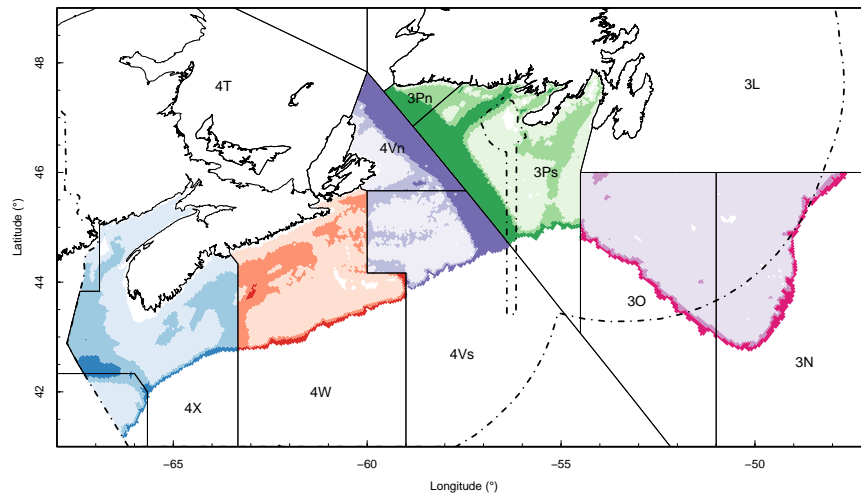 4T
3Pn
3L
4Vn
3Ps
3O
4Vs
3N
4X
4W
48
46
44
42
−65
−60
−55
−50
Latitude (°)
Longitude (°)